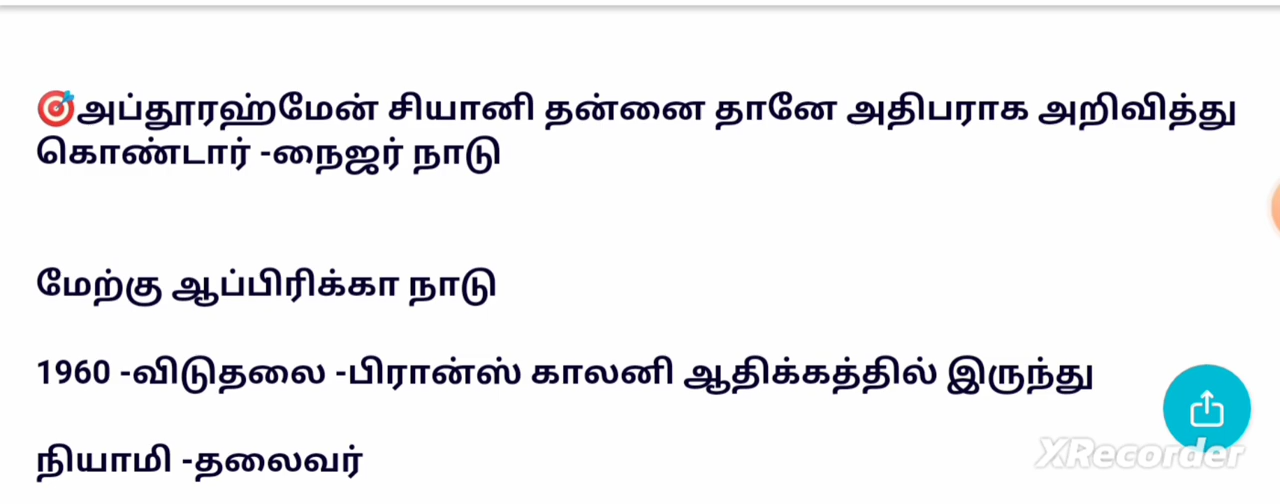 🎯அப்தூரஹ்மேன் சியானி தன்னை தானே அதிபராக அறிவித்து
கொண்டார் -நைஜர் நாடு
மேற்கு ஆப்பிரிக்கா நாடு
1960 -விடுதலை -பிரான்ஸ் காலனி ஆதிக்கத்தில் இருந்து
நியாமி -தலைவர்
XRecorder